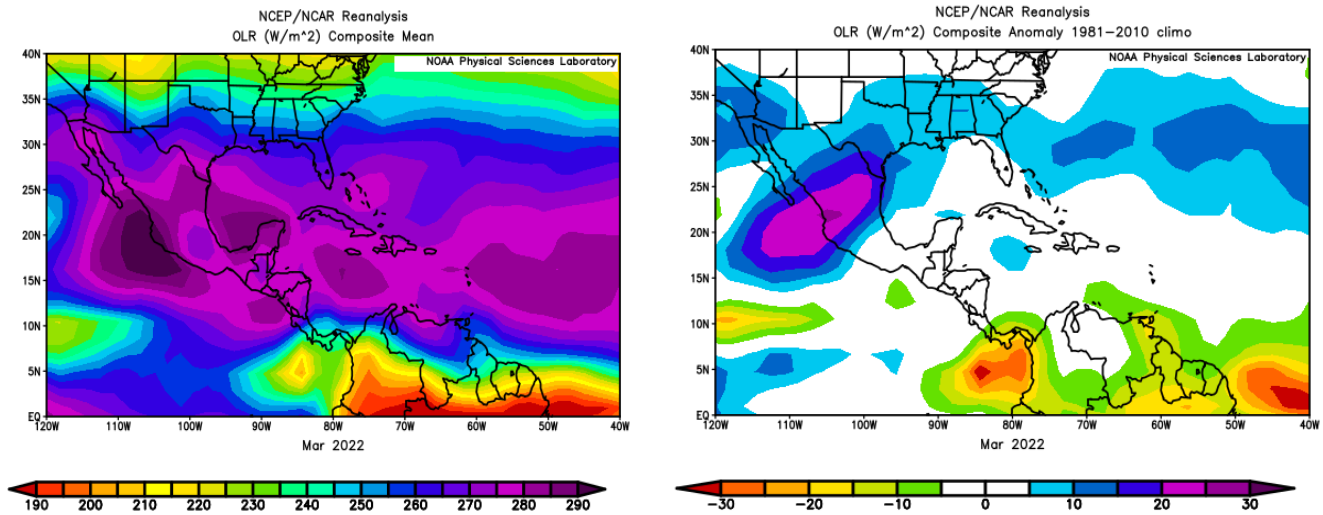 NCEP/NCAR Reanalysis
OLR (W/m^2) Composite Mean
NOAA Physical Sciences Laboratory
40N
35N
30N
25N
20N
15N
10N
5N
EQ
120W 110W 100W 90W 80W 70W 60W 50W 40W
Mar 2022
190 200 210 220 230 240 250 260 270 280 290
NCEP/NCAR Reanalysis
OLR (W/m^2) Composite Anomaly 1981-2010 climo
NOAA Physical Sciences Laboratory
40N
35N
30N
25N
20N
15N
10N
5N
EQ
120W 110W 100W 90W 80W 70W 60W 50W 40W
Mar 2022
-30 -20 -10 0 5 10 15 20 30